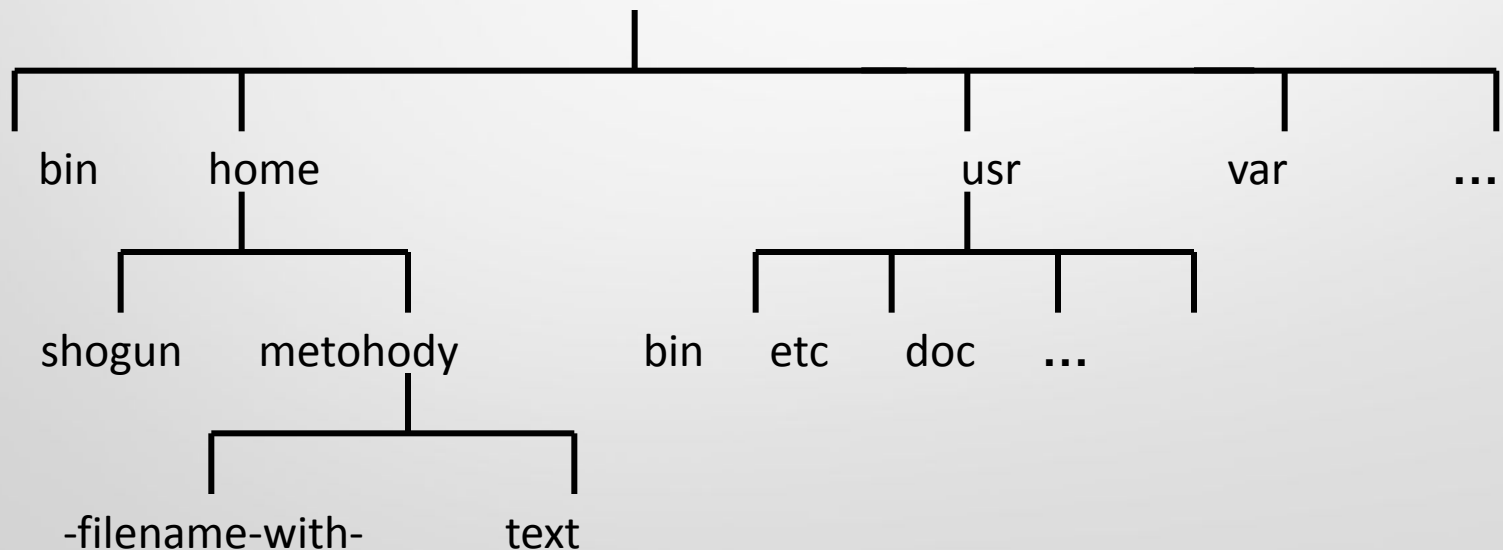 bin home usr var ...
shogun metohody bin etc doc ...
-filename-with- text